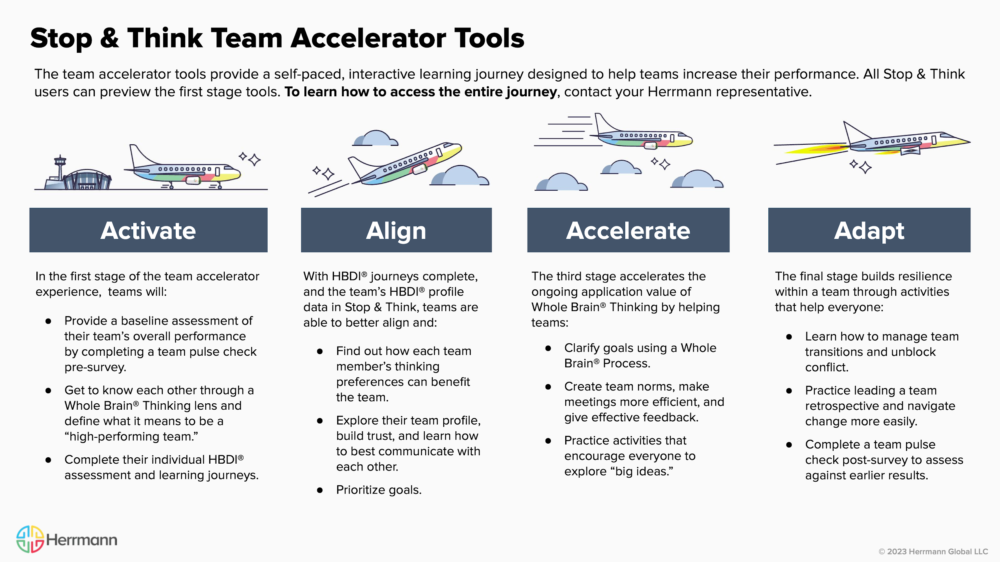 Stop & Think Team Accelerator Tools
The team accelerator tools provide a self-paced, interactive learning journey designed to help teams increase their performance. All Stop & Think
users can preview the first stage tools. To learn how to access the entire journey, contact your Herrmann representative.
Activate
In the first stage of the team accelerator
experience,  teams will:
● Provide a baseline assessment of
their team’s overall performance
by completing a team pulse check
pre-survey.
● Get to know each other through a
Whole Brain® Thinking lens and
define what it means to be a
“high-performing team.”
● Complete their individual HBDI®
assessment and learning journeys.
Align
With HBDI® journeys complete,
and the team’s HBDI® profile
data in Stop & Think, teams are
able to better align and:
● Find out how each team
member’s thinking
preferences can benefit
the team.
● Explore their team profile,
build trust, and learn how
to best communicate with
each other.
● Prioritize goals.
Accelerate
The third stage accelerates the
ongoing application value of
Whole Brain® Thinking by helping
teams:
● Clarify goals using a Whole
Brain® Process.
● Create team norms, make
meetings more efficient, and
give effective feedback.
● Practice activities that
encourage everyone to
explore “big ideas.”
Adapt
The final stage builds resilience
within a team through activities
that help everyone:
● Learn how to manage team
transitions and unblock
conflict.
● Practice leading a team
retrospective and navigate
change more easily.
● Complete a team pulse
check post-survey to assess
against earlier results.
Herrmann
© 2023 Herrmann Global LLC